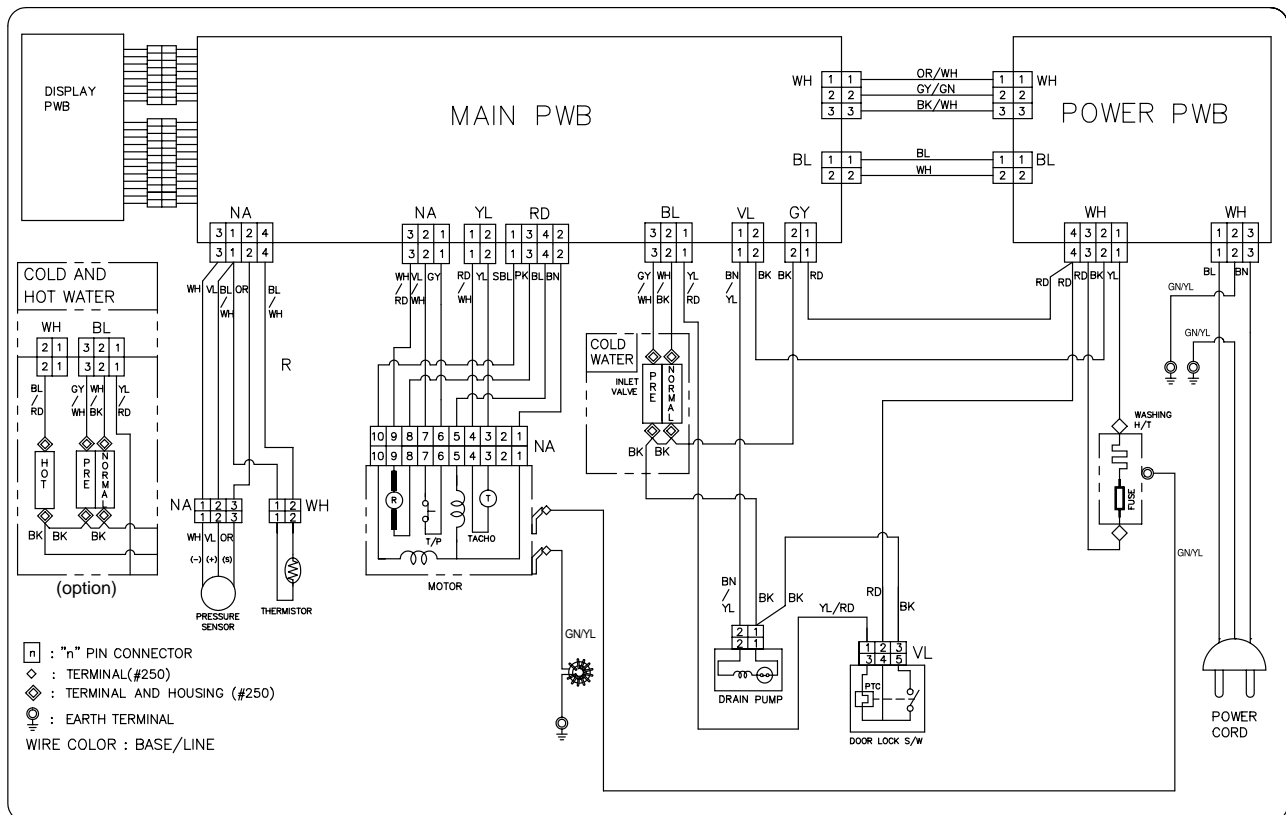 DISPLAY
PWB
MAIN PWB
POWER PWB
WH 1 1 OR/WH 1 1 WH
2 2 GY/GN 2 2
3 3 BK/WH 3 3
BL 1 1 BL 1 1 BL
2 2 WH 2 2
NA NA YL RD BL VL GY WH WH
3 1 2 4 3 2 1 1 2 1 3 4 2 3 2 1 1 2 2 1 4 3 2 1 1 2 3
3 1 2 4 3 2 1 1 2 1 3 4 2 3 2 1 1 2 2 1 4 3 2 1 1 2 3
WH VL BL/WH OR BL/WH
WH/RD VL/WH GY RD/WH YL SBL PK BL BN
GY/WH WH/BK YL/RD BN/YL BK BK RD
RD RD RD BK YL
BL BN
GN/YL
GN/YL
COLD AND
HOT WATER
WH BL
2 1 3 2 1
2 1 3 2 1
BL/RD GY/WH WH/BK YL/RD
HOT PRE NORMAL
BK BK BK
(option)
R
COLD
WATER
INLET
VALVE
PRE NORMAL
BK BK
NA 1 2 3
1 2 3
WH VL OR
(-) (+) (S)
PRESSURE
SENSOR
1 2 WH
1 2
THERMISTOR
10 9 8 7 6 5 4 3 2 1 NA
10 9 8 7 6 5 4 3 2 1
R T
T/P TACHO
MOTOR
GN/YL
BN/YL BK BK
2 1
2 1
DRAIN PUMP
YL/RD RD BK
1 2 3 VL
3 4 5
PTC
DOOR LOCK S/W
WASHING
H/T
FUSE
GN/YL
POWER
CORD
n : "n" PIN CONNECTOR
: TERMINAL(#250)
: TERMINAL AND HOUSING (#250)
: EARTH TERMINAL
WIRE COLOR : BASE/LINE